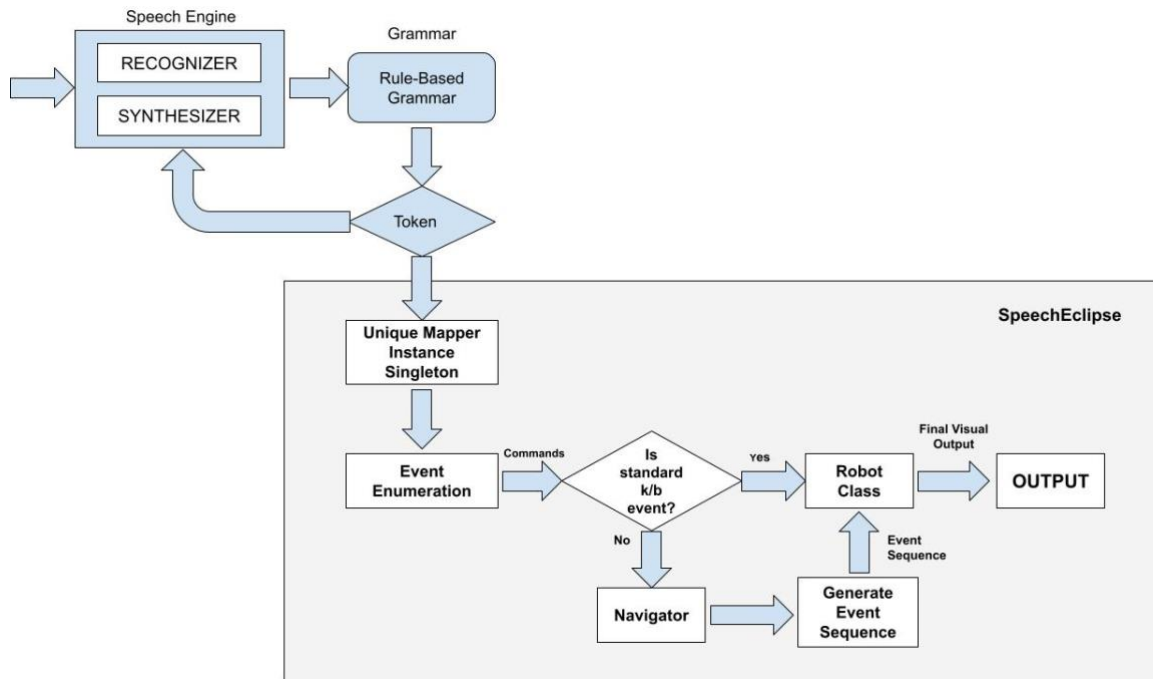 Speech Engine
RECOGNIZER
SYNTHESIZER
Grammar
Rule-Based
Grammar
Token
SpeechEclipse
Unique Mapper
Instance
Singleton
Event
Enumeration
Commands
Is
standard
k/b
event?
Yes
No
Robot
Class
Final Visual
Output
OUTPUT
Navigator
Generate
Event
Sequence
Event
Sequence